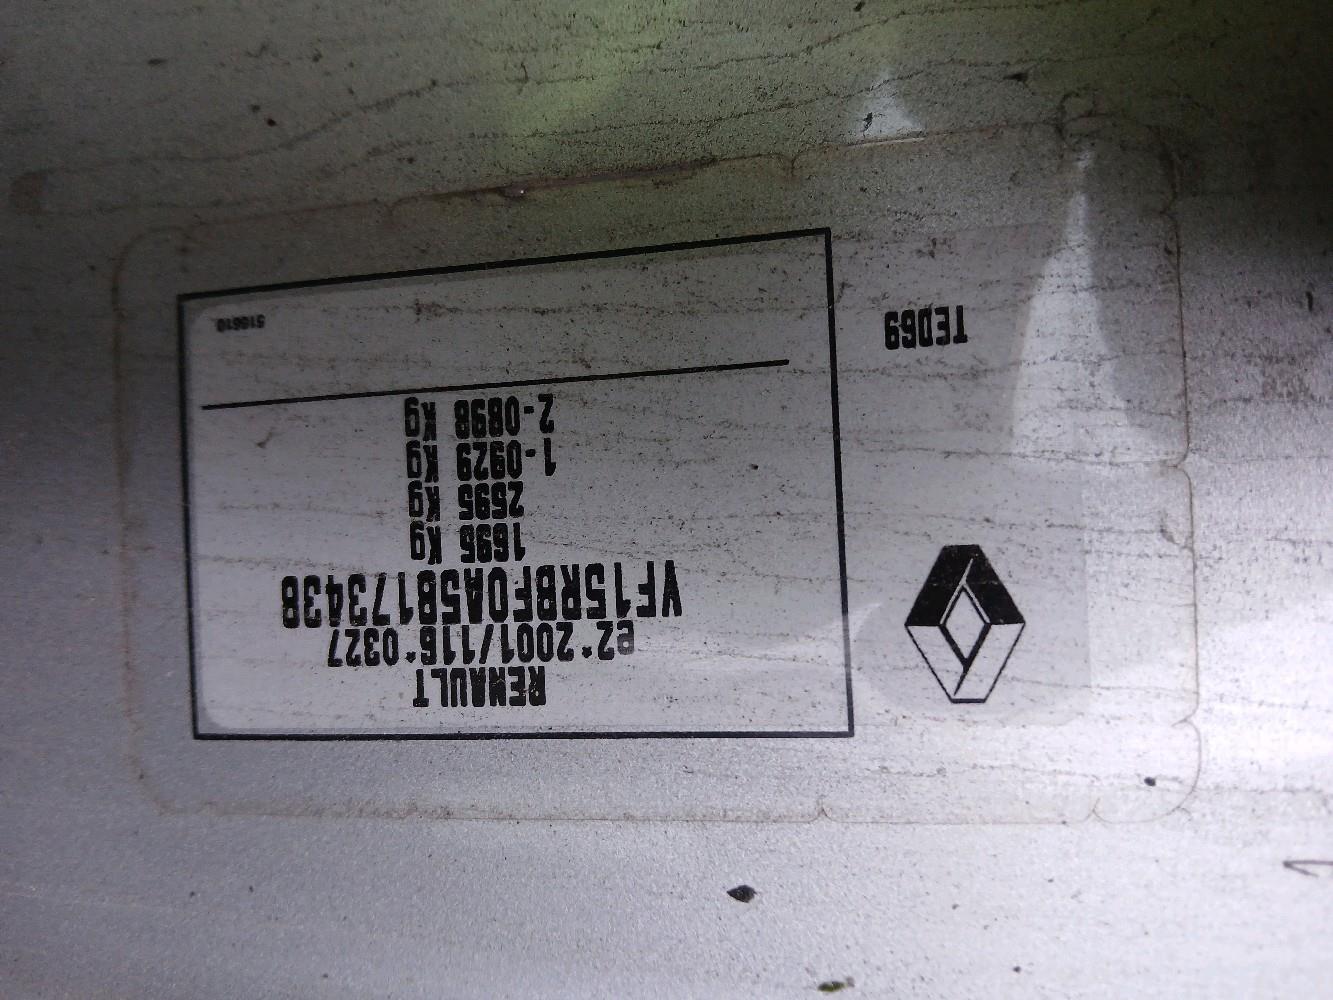 RENAULT
e2*2001/116*0327
VF15RBF0A58173438
1695 Kg
2595 Kg
1-0929 Kg
2-0898 Kg
TED69